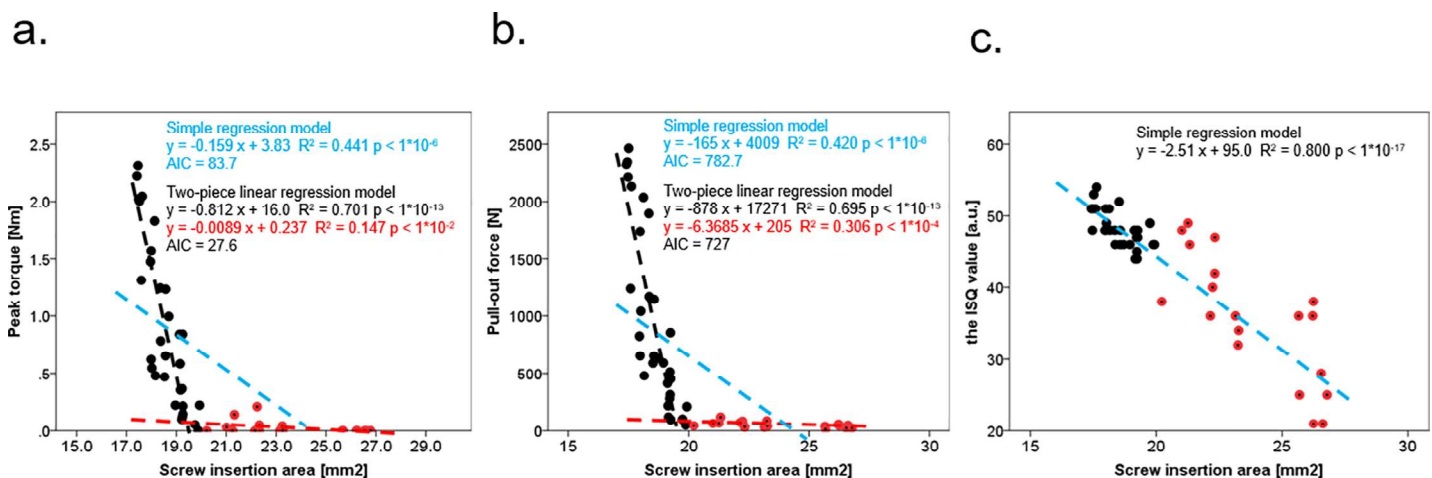 a.
Simple regression model
y = -0.159 x + 3.83 R² = 0.441 p < 1*10⁻⁶
AIC = 83.7
Two-piece linear regression model
y = -0.812 x + 16.0 R² = 0.701 p < 1*10⁻¹³
y = -0.0089 x + 0.237 R² = 0.147 p < 1*10⁻²
AIC = 27.6
Peak torque [Nm]
2.5
2.0
1.5
1.0
.5
.0
15.0 17.0 19.0 21.0 23.0 25.0 27.0 29.0
Screw insertion area [mm2]
b.
Simple regression model
y = -165 x + 4009 R² = 0.420 p < 1*10⁻⁶
AIC = 782.7
Two-piece linear regression model
y = -878 x + 17271 R² = 0.695 p < 1*10⁻¹³
y = -6.3685 x + 205 R² = 0.306 p < 1*10⁻⁴
AIC = 727
Pull-out force [N]
2500
2000
1500
1000
500
0
15 20 25 30
Screw insertion area [mm2]
c.
Simple regression model
y = -2.51 x + 95.0 R² = 0.800 p < 1*10⁻¹⁷
the ISQ value [a.u.]
60
50
40
30
20
15 20 25 30
Screw insertion area [mm2]